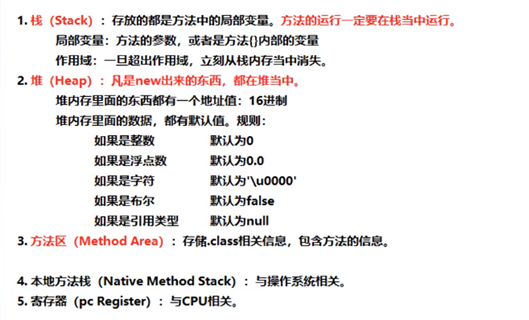 1. 栈（Stack）：存放的都是方法中的局部变量。方法的运行一定要在栈当中运行。
局部变量：方法的参数，或者是方法{}内部的变量
作用域：一旦超出作用域，立刻从栈内存当中消失。
2. 堆（Heap）：凡是new出来的东西，都在堆当中。
堆内存里面的东西都有一个地址值：16进制
堆内存里面的数据，都有默认值。规则：
如果是整数 默认为0
如果是浮点数 默认为0.0
如果是字符 默认为'\u0000'
如果是布尔 默认为false
如果是引用类型 默认为null
3. 方法区（Method Area）：存储.class相关信息，包含方法的信息。
4. 本地方法栈（Native Method Stack）：与操作系统相关。
5. 寄存器（pc Register）：与CPU相关。